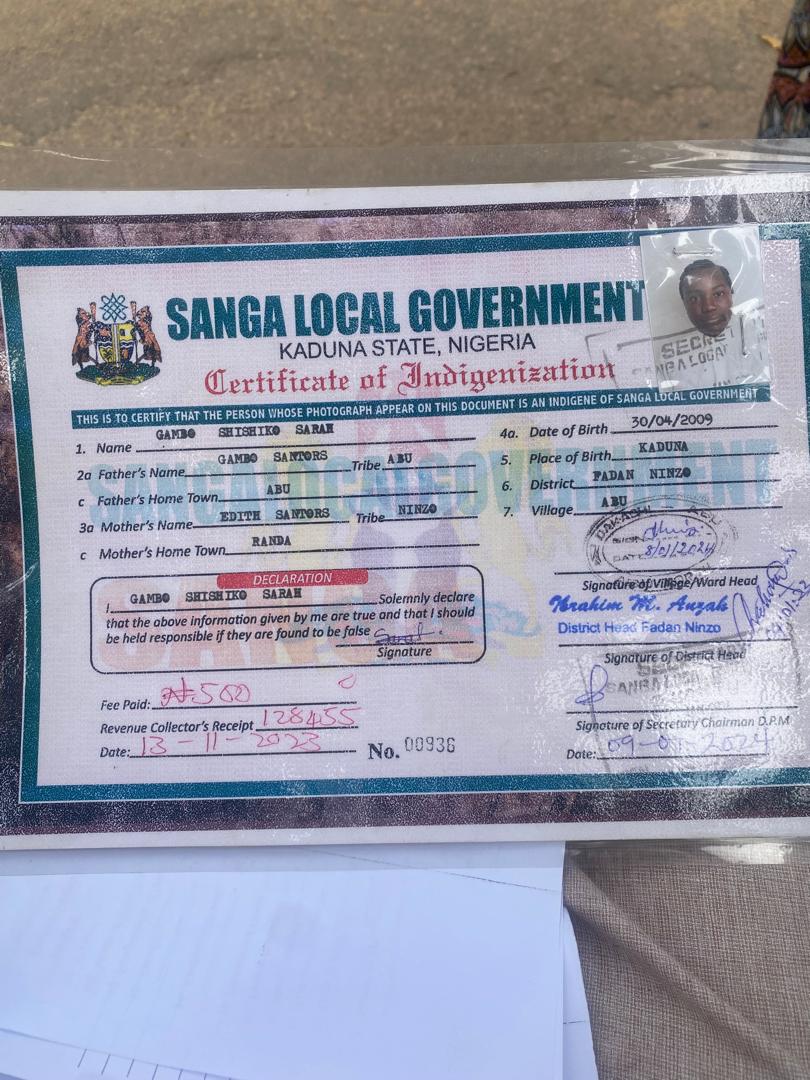 SANGA LOCAL GOVERNMENT
KADUNA STATE, NIGERIA
Certificate of Indigenization
THIS IS TO CERTIFY THAT THE PERSON WHOSE PHOTOGRAPH APPEAR ON THIS DOCUMENT IS AN INDIGENE OF SANGA LOCAL GOVERNMENT
1. Name GAMBO SHISHIKO SARAH
2a Father's Name GAMBO SANTORS Tribe ABU
c Father's Home Town ABU
3a Mother's Name EDITH SANTORS Tribe NINZO
c Mother's Home Town RANDA
4a. Date of Birth 30/04/2009
5. Place of Birth KADUNA
6. District FADAN NINZO
7. Village ABU
DECLARATION
I GAMBO SHISHIKO SARAH Solemnly declare
that the above information given by me are true and that I should
be held responsible if they are found to be false
Signature
Fee Paid: ₦500
Revenue Collector's Receipt 128455
Date: 13-11-2023
No. 00936
DATE 8/01/2024
Signature of Village/Ward Head
Ibrahim M. Anzah
District Head Fadan Ninzo
Signature of District Head
SANGA LOCAL
Signature of Secretary Chairman D.P.M
Date: 09-01-2024